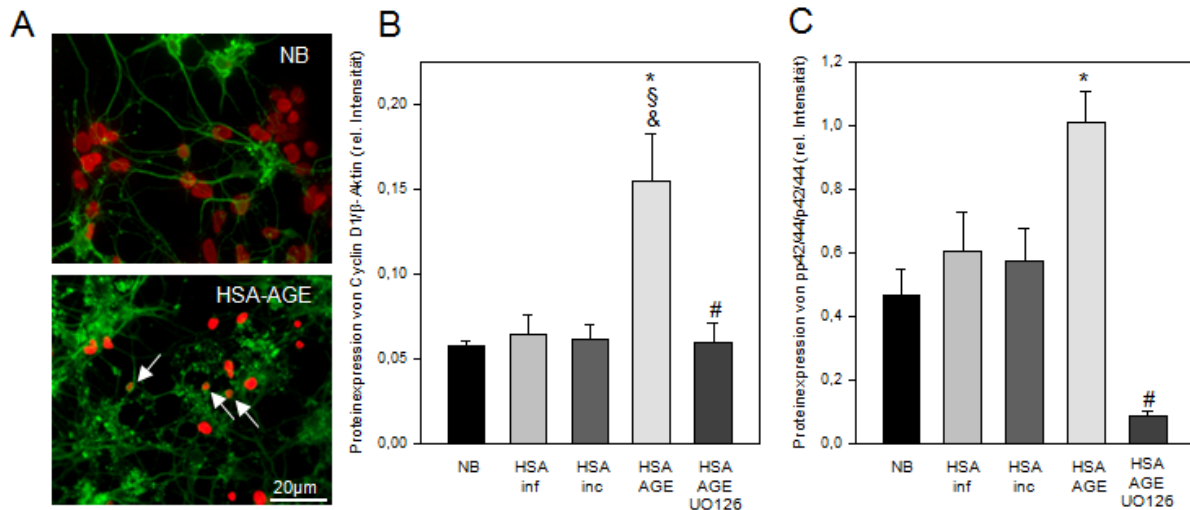 A
NB
HSA-AGE
20µm
B
Proteinexpression von Cyclin D1/β-Aktin (rel. Intensität)
0,20
0,15
0,10
0,05
0,00
*
§
&
#
NB
HSA
inf
HSA
inc
HSA
AGE
HSA
AGE
UO126
C
Proteinexpression von pp42/44/p42/44 (rel. Intensität)
1,2
1,0
0,8
0,6
0,4
0,2
0,0
*
#
NB
HSA
inf
HSA
inc
HSA
AGE
HSA
AGE
UO126